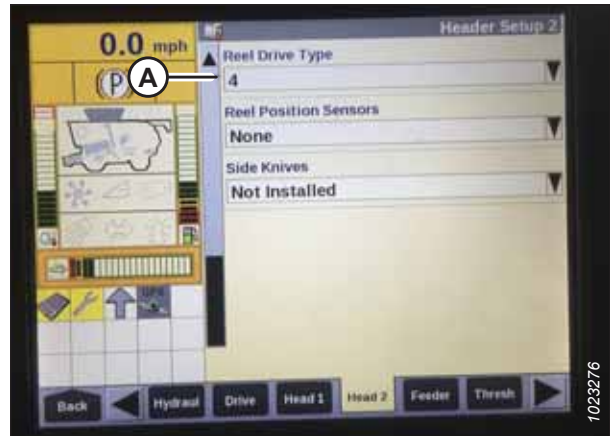 0.0 mph
Header Setup 2
(P)
A
Reel Drive Type
4
Reel Position Sensors
None
Side Knives
Not Installed
GPS
Back
Hydraul
Drive
Head 1
Head 2
Feeder
Thresh
1023276